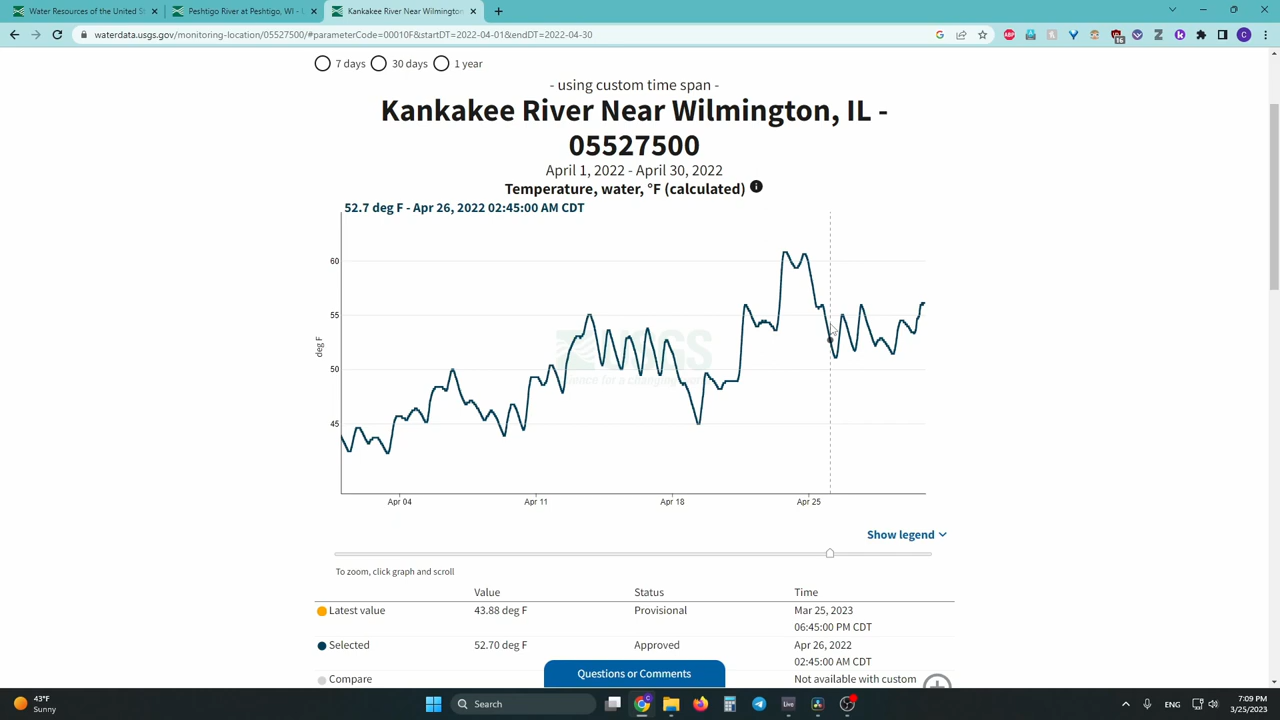 Water Resources of the United St
Peshtigo River at Peshtigo, WI - U
Kankakee River Near Wilmington
waterdata.usgs.gov/monitoring-location/05527500/#parameterCode=00010F&startDT=2022-04-01&endDT=2022-04-30
7 days
30 days
1 year
- using custom time span -
Kankakee River Near Wilmington, IL -
05527500
April 1, 2022 - April 30, 2022
Temperature, water, °F (calculated)
52.7 deg F - Apr 26, 2022 02:45:00 AM CDT
60
55
50
45
deg F
USGS
science for a changing world
Apr 04
Apr 11
Apr 18
Apr 25
Show legend
To zoom, click graph and scroll
Value Status Time
Latest value 43.88 deg F Provisional Mar 25, 2023
06:45:00 PM CDT
Selected 52.70 deg F Approved Apr 26, 2022
02:45:00 AM CDT
Compare Not available with custom
Questions or Comments
43°F
Sunny
Search
Live
ENG
7:09 PM
3/25/2023